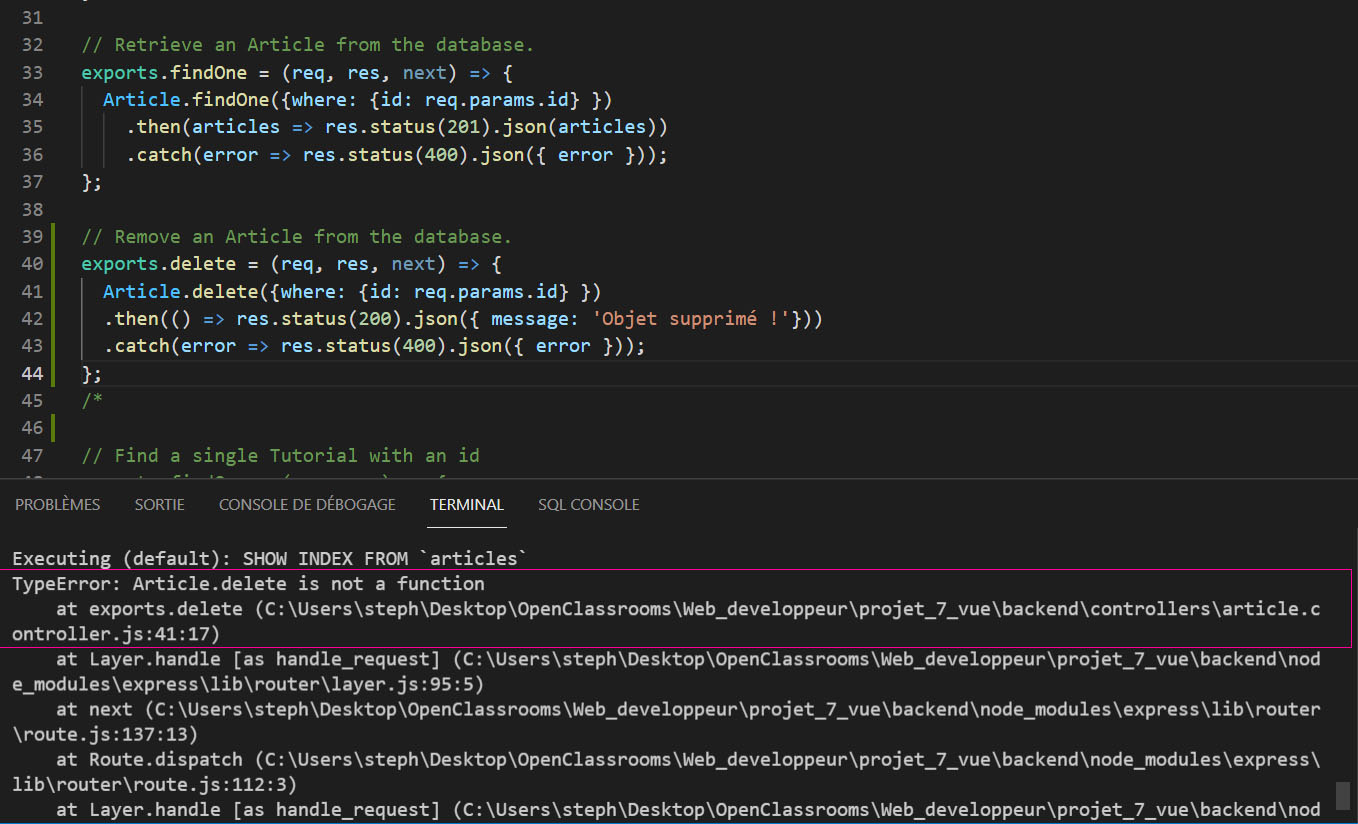 31
32 // Retrieve an Article from the database.
33 exports.findOne = (req, res, next) => {
34 Article.findOne({where: {id: req.params.id} })
35 .then(articles => res.status(201).json(articles))
36 .catch(error => res.status(400).json({ error }));
37 };
38
39 // Remove an Article from the database.
40 exports.delete = (req, res, next) => {
41 Article.delete({where: {id: req.params.id} })
42 .then(() => res.status(200).json({ message: 'Objet supprimé !'}))
43 .catch(error => res.status(400).json({ error }));
44 };
45 /*
46
47 // Find a single Tutorial with an id
PROBLÈMES SORTIE CONSOLE DE DÉBOGAGE TERMINAL SQL CONSOLE
Executing (default): SHOW INDEX FROM `articles`
TypeError: Article.delete is not a function
at exports.delete (C:\Users\steph\Desktop\OpenClassrooms\Web_developpeur\projet_7_vue\backend\controllers\article.c
ontroller.js:41:17)
at Layer.handle [as handle_request] (C:\Users\steph\Desktop\OpenClassrooms\Web_developpeur\projet_7_vue\backend\nod
e_modules\express\lib\router\layer.js:95:5)
at next (C:\Users\steph\Desktop\OpenClassrooms\Web_developpeur\projet_7_vue\backend\node_modules\express\lib\router
\route.js:137:13)
at Route.dispatch (C:\Users\steph\Desktop\OpenClassrooms\Web_developpeur\projet_7_vue\backend\node_modules\express\
lib\router\route.js:112:3)
at Layer.handle [as handle_request] (C:\Users\steph\Desktop\OpenClassrooms\Web_developpeur\projet_7_vue\backend\nod